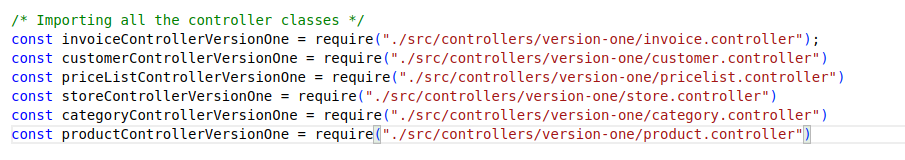 /* Importing all the controller classes */
const invoiceControllerVersionOne = require("./src/controllers/version-one/invoice.controller");
const customerControllerVersionOne = require("./src/controllers/version-one/customer.controller")
const priceListControllerVersionOne = require("./src/controllers/version-one/pricelist.controller")
const storeControllerVersionOne = require("./src/controllers/version-one/store.controller")
const categoryControllerVersionOne = require("./src/controllers/version-one/category.controller")
const productControllerVersionOne = require("./src/controllers/version-one/product.controller")